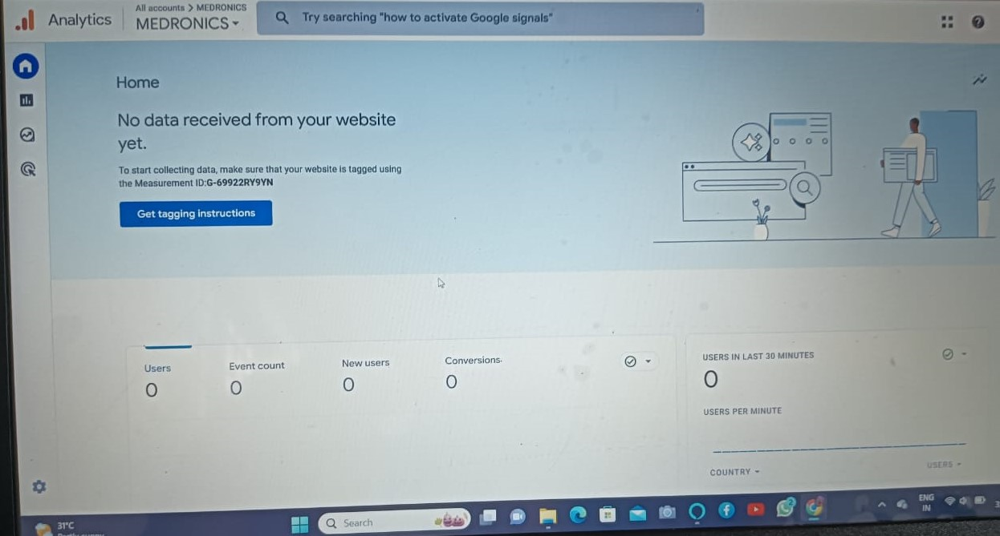 Analytics
All accounts > MEDRONICS
MEDRONICS
Try searching "how to activate Google signals"
Home
No data received from your website
yet.
To start collecting data, make sure that your website is tagged using
the Measurement ID:G-69922RY9YN
Get tagging instructions
Users
0
Event count
0
New users
0
Conversions
0
USERS IN LAST 30 MINUTES
0
USERS PER MINUTE
COUNTRY
USERS
31°C
Search
2
ENG
IN
3